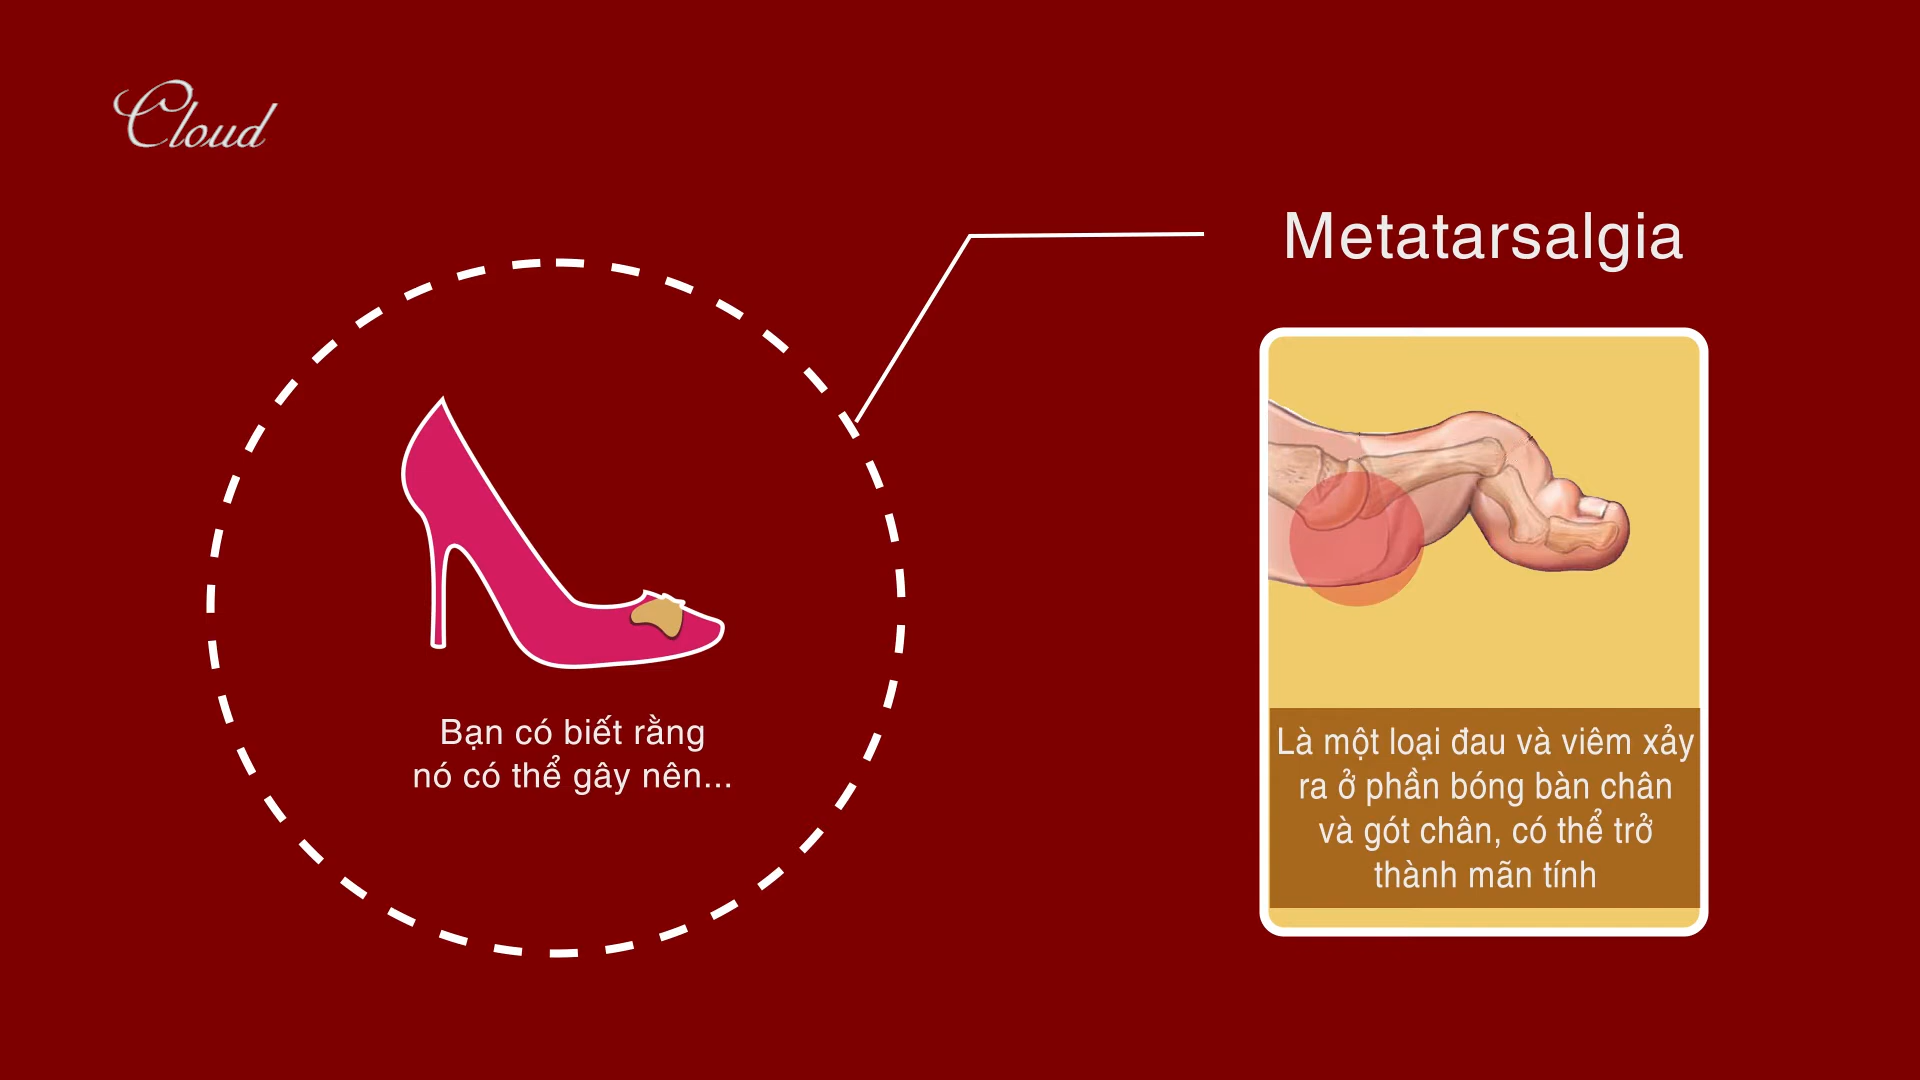 Cloud
Metatarsalgia
Bạn có biết rằng
nó có thể gây nên...
Là một loại đau và viêm xảy
ra ở phần bóng bàn chân
và gót chân, có thể trở
thành mãn tính